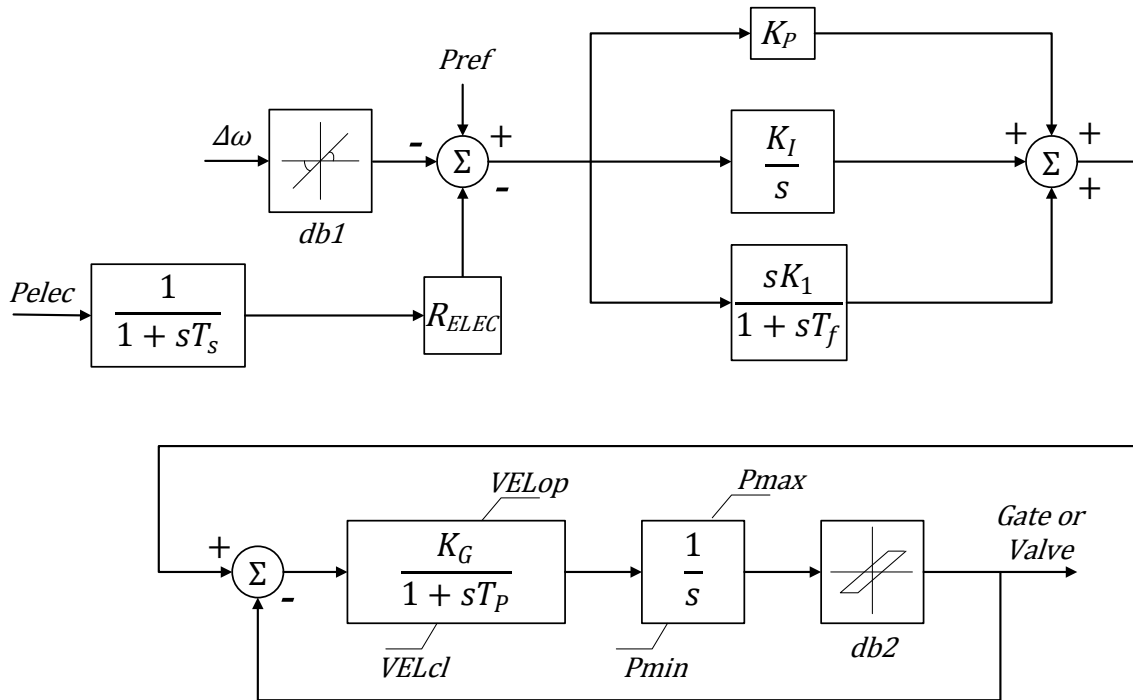 K_P
Pref
Δω
-
Σ
+
-
db1
K_I
s
+
+
Σ
+
Pelec
1
1 + sT_s
R_ELEC
sK_1
1 + sT_f
VELop
Pmax
+
Σ
-
K_G
1 + sT_P
1
s
Gate or
Valve
VELcl
Pmin
db2